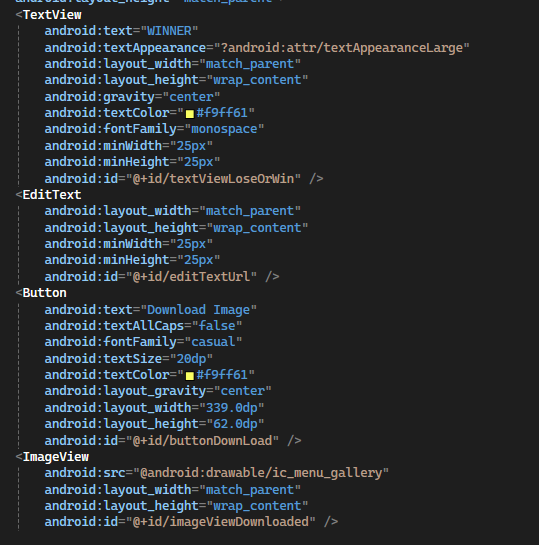 android:layout_height="match_parent">
<TextView
android:text="WINNER"
android:textAppearance="?android:attr/textAppearanceLarge"
android:layout_width="match_parent"
android:layout_height="wrap_content"
android:gravity="center"
android:textColor="#f9ff61"
android:fontFamily="monospace"
android:minWidth="25px"
android:minHeight="25px"
android:id="@+id/textViewLoseOrWin" />
<EditText
android:layout_width="match_parent"
android:layout_height="wrap_content"
android:minWidth="25px"
android:minHeight="25px"
android:id="@+id/editTextUrl" />
<Button
android:text="Download Image"
android:textAllCaps="false"
android:fontFamily="casual"
android:textSize="20dp"
android:textColor="#f9ff61"
android:layout_gravity="center"
android:layout_width="339.0dp"
android:layout_height="62.0dp"
android:id="@+id/buttonDownLoad" />
<ImageView
android:src="@android:drawable/ic_menu_gallery"
android:layout_width="match_parent"
android:layout_height="wrap_content"
android:id="@+id/imageViewDownloaded" />